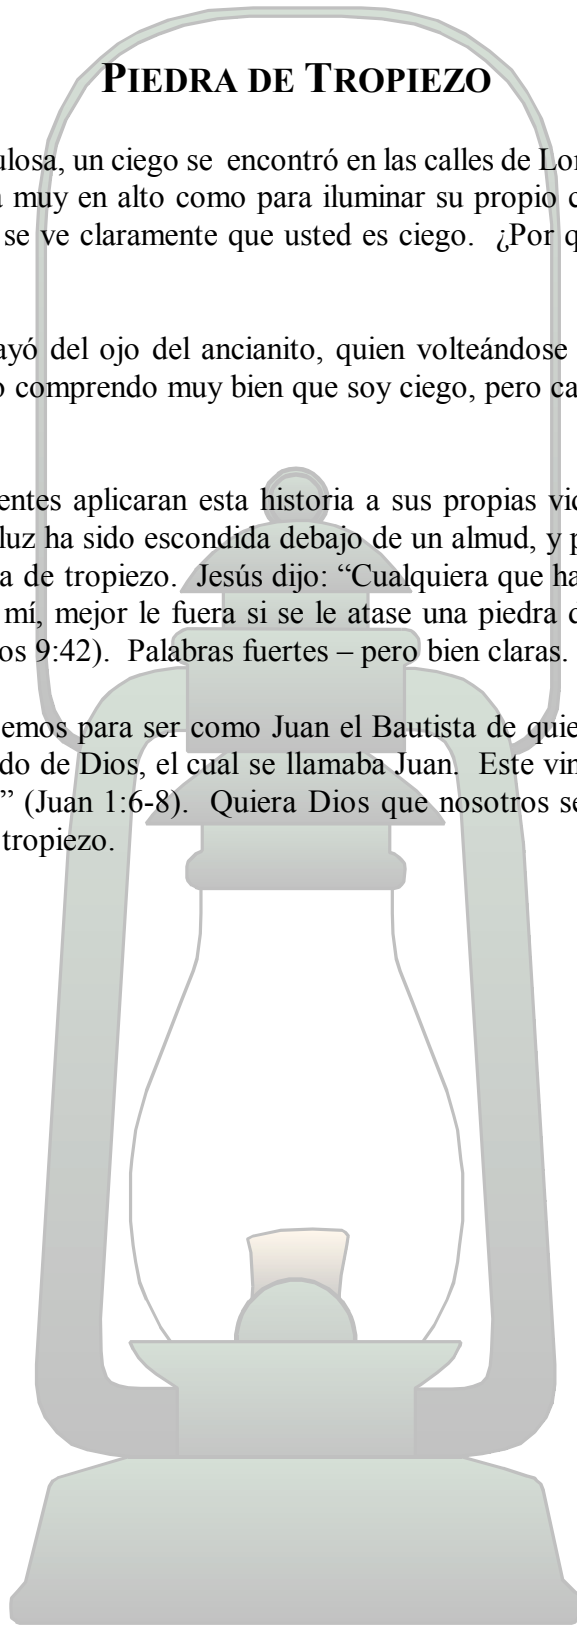 PIEDRA DE TROPIEZO
ulosa, un ciego se encontró en las calles de Lon
a muy en alto como para iluminar su propio c
se ve claramente que usted es ciego. ¿Por q
ayó del ojo del ancianito, quien volteándose
o comprendo muy bien que soy ciego, pero ca
entes aplicaran esta historia a sus propias vid
luz ha sido escondida debajo de un almud, y p
a de tropiezo. Jesús dijo: “Cualquiera que ha
mí, mejor le fuera si se le atase una piedra d
os 9:42). Palabras fuertes – pero bien claras.
emos para ser como Juan el Bautista de quie
do de Dios, el cual se llamaba Juan. Este vin
” (Juan 1:6-8). Quiera Dios que nosotros se
tropiezo.